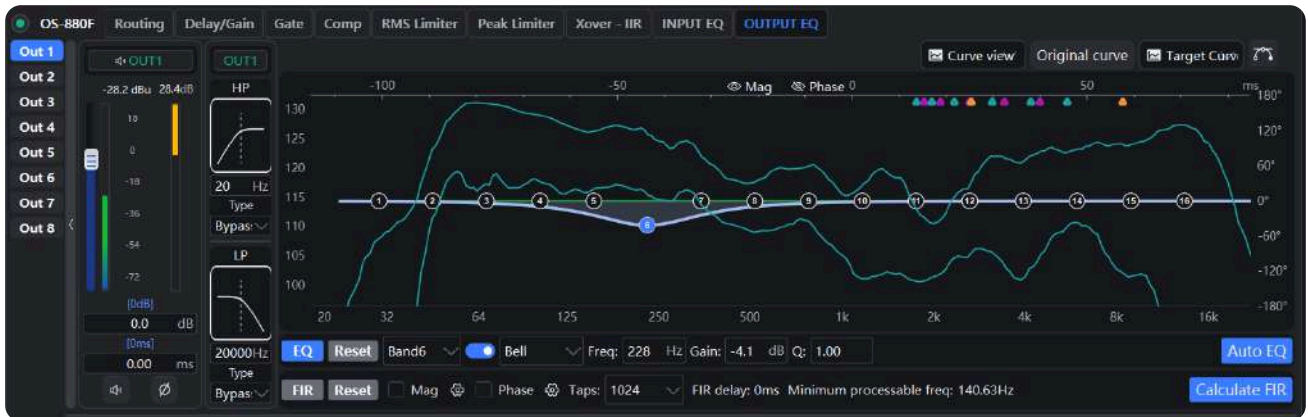 OS-880F Routing Delay/Gain Gate Comp RMS Limiter Peak Limiter Xover - IIR INPUT EQ OUTPUT EQ
Out 1
Out 2
Out 3
Out 4
Out 5
Out 6
Out 7
Out 8
OUT1
-28.2 dBu 28.4dB
10
0
-18
-36
-54
-72
[0dB]
0.0 dB
[0ms]
0.00 ms
OUT1
HP
20 Hz
Type
Bypas
LP
20000Hz
Type
Bypas
Curve view Original curve Target Curv
-100 -50 Mag Phase 0 50 ms
130
125
120
115
110
105
100
180°
120°
60°
0°
-60°
-120°
-180°
1 2 3 4 5 6 7 8 9 10 11 12 13 14 15 16
20 32 64 125 250 500 1k 2k 4k 8k 16k
EQ Reset Band6 Bell Freq: 228 Hz Gain: -4.1 dB Q: 1.00 Auto EQ
FIR Reset Mag Phase Taps: 1024 FIR delay: 0ms Minimum processable freq: 140.63Hz Calculate FIR